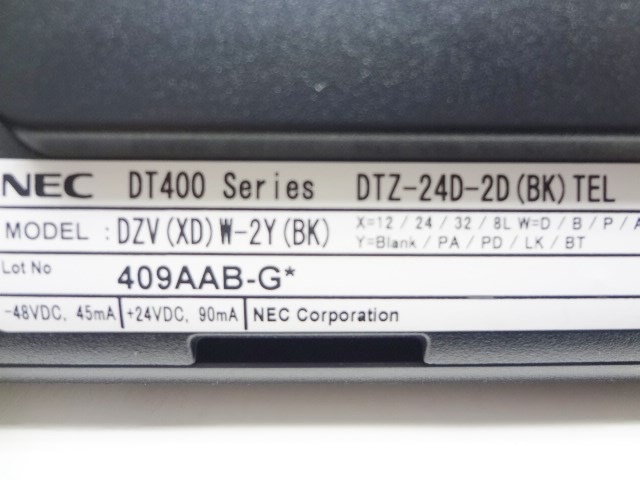 NEC DT400 Series DTZ-24D-2D(BK)TEL
MODEL : DZV(XD)W-2Y(BK) X=12 / 24 / 32 / 8L W=D / B / P / A
Y=Blank / PA / PD / LK / BT
Lot No 409AAB-G*
-48VDC, 45mA +24VDC, 90mA NEC Corporation